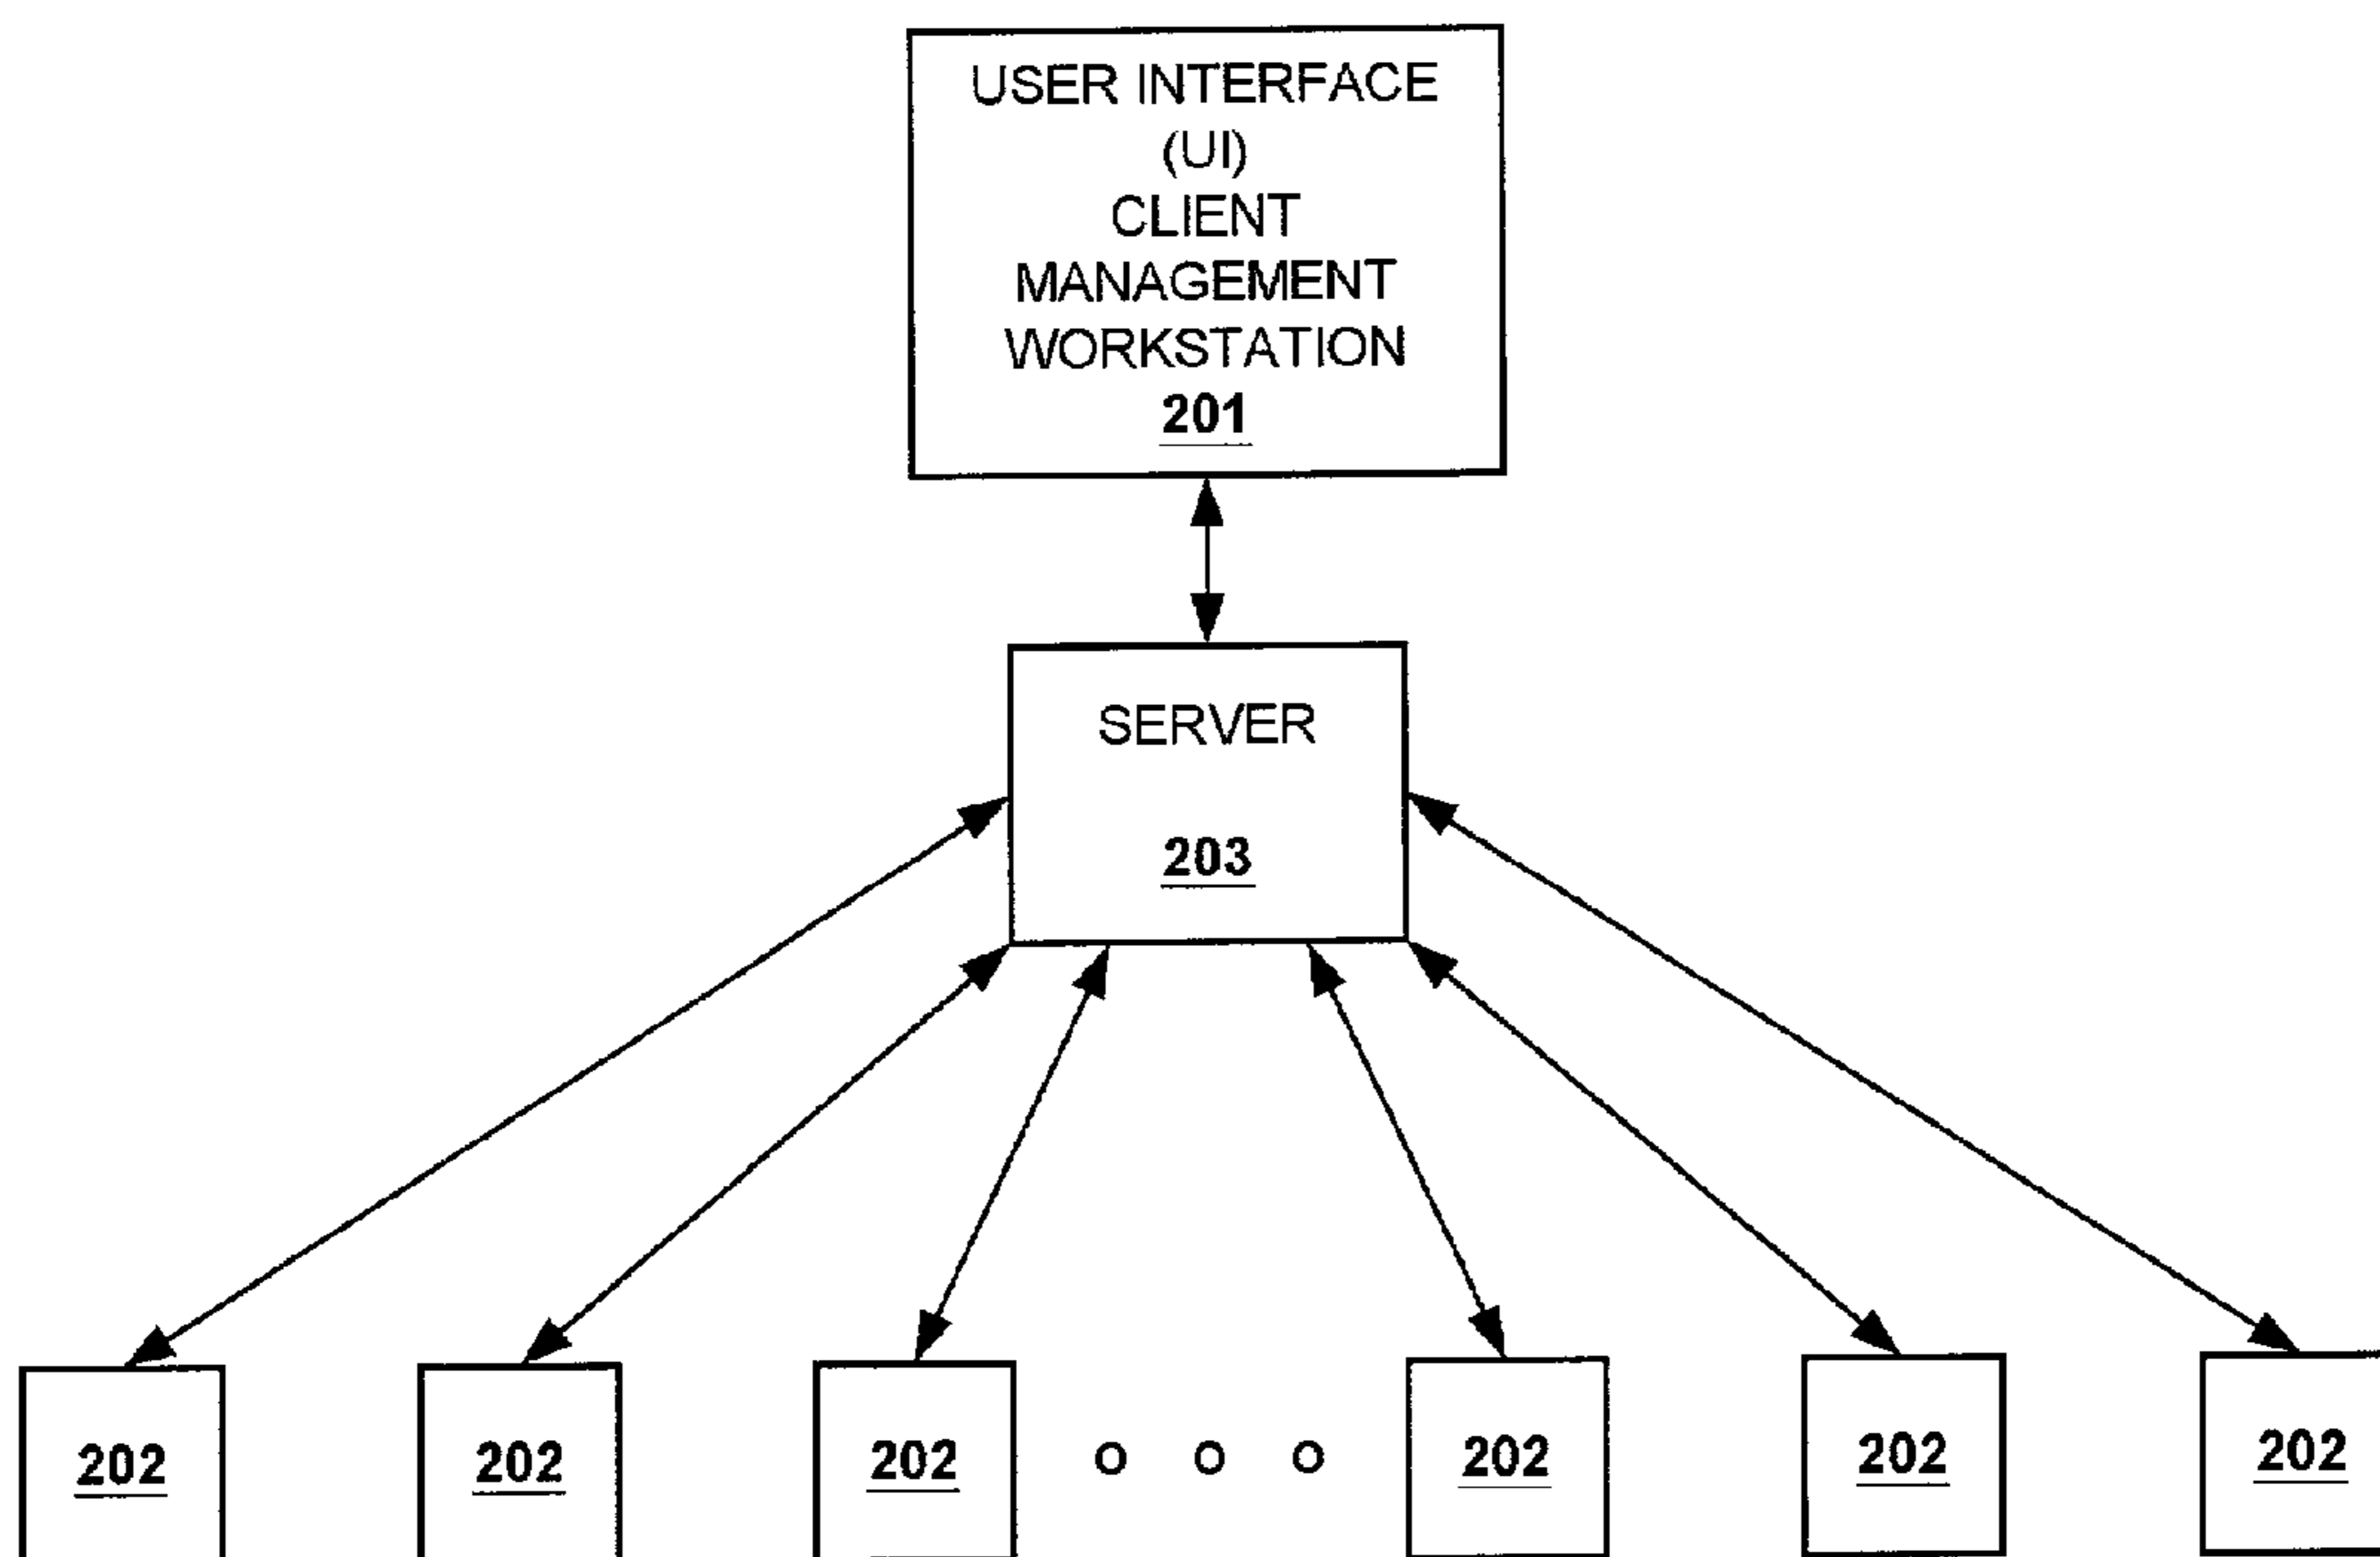 USER INTERFACE
(UI)
CLIENT
MANAGEMENT
WORKSTATION
201
SERVER
203
202 202 202 o o o 202 202 202